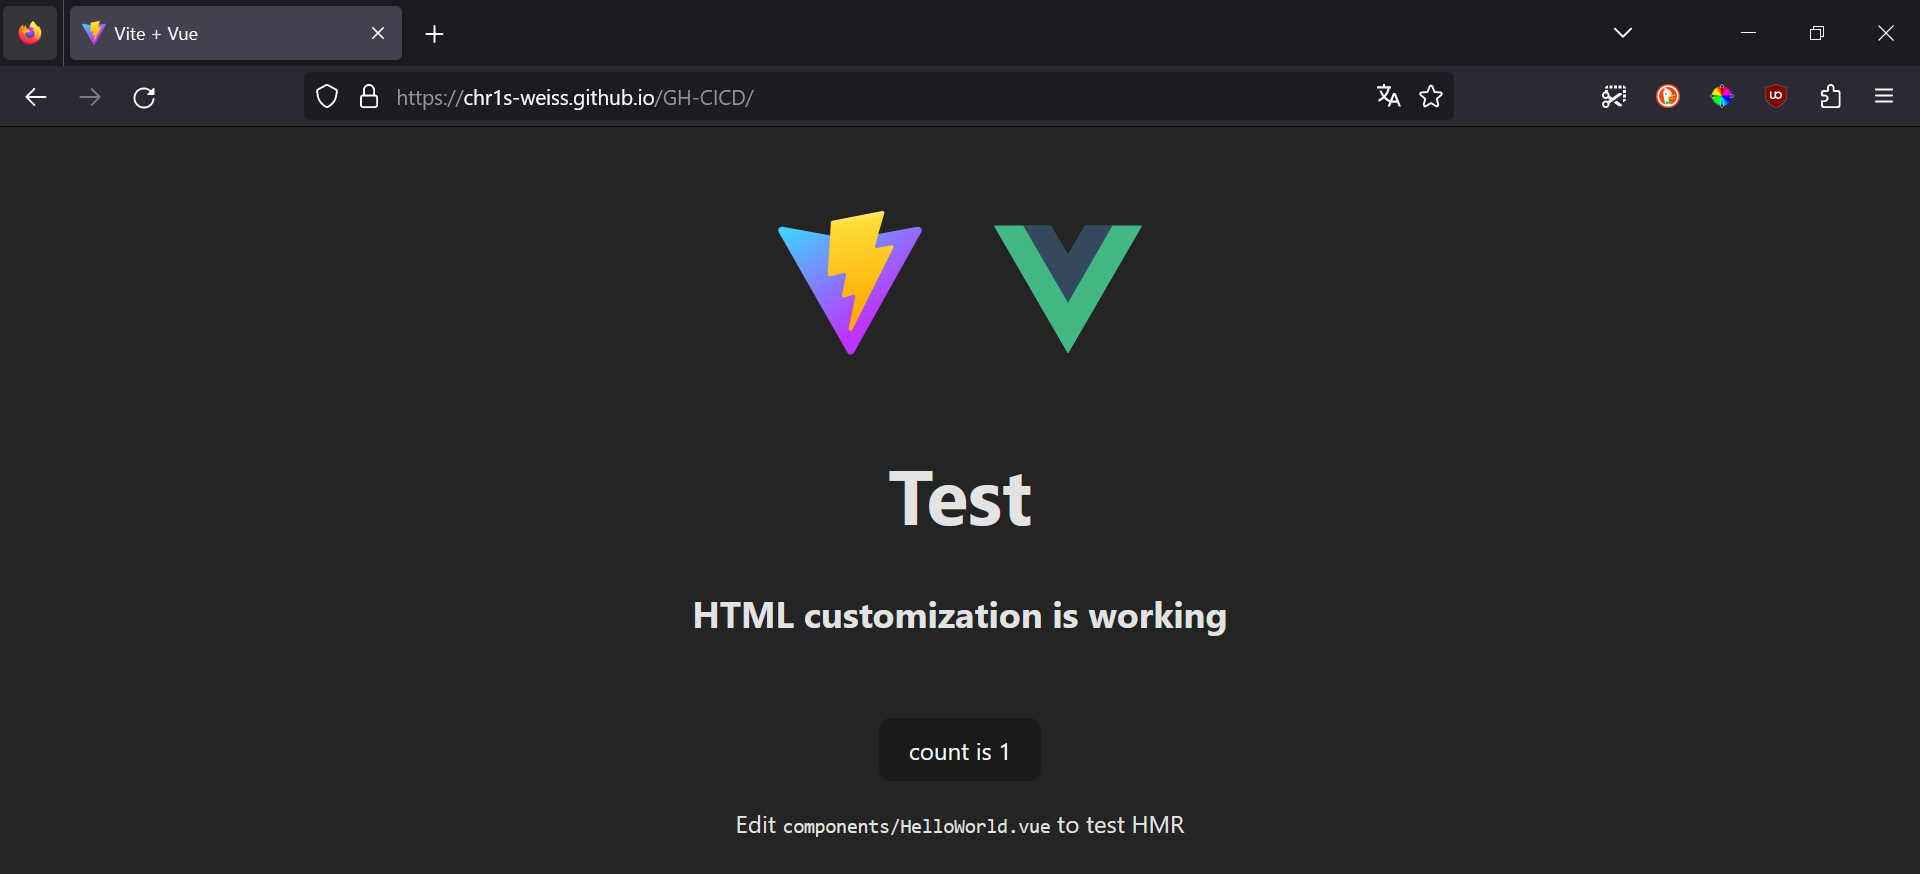 Vite + Vue
https://chr1s-weiss.github.io/GH-CICD/
Test
HTML customization is working
count is 1
Edit components/HelloWorld.vue to test HMR